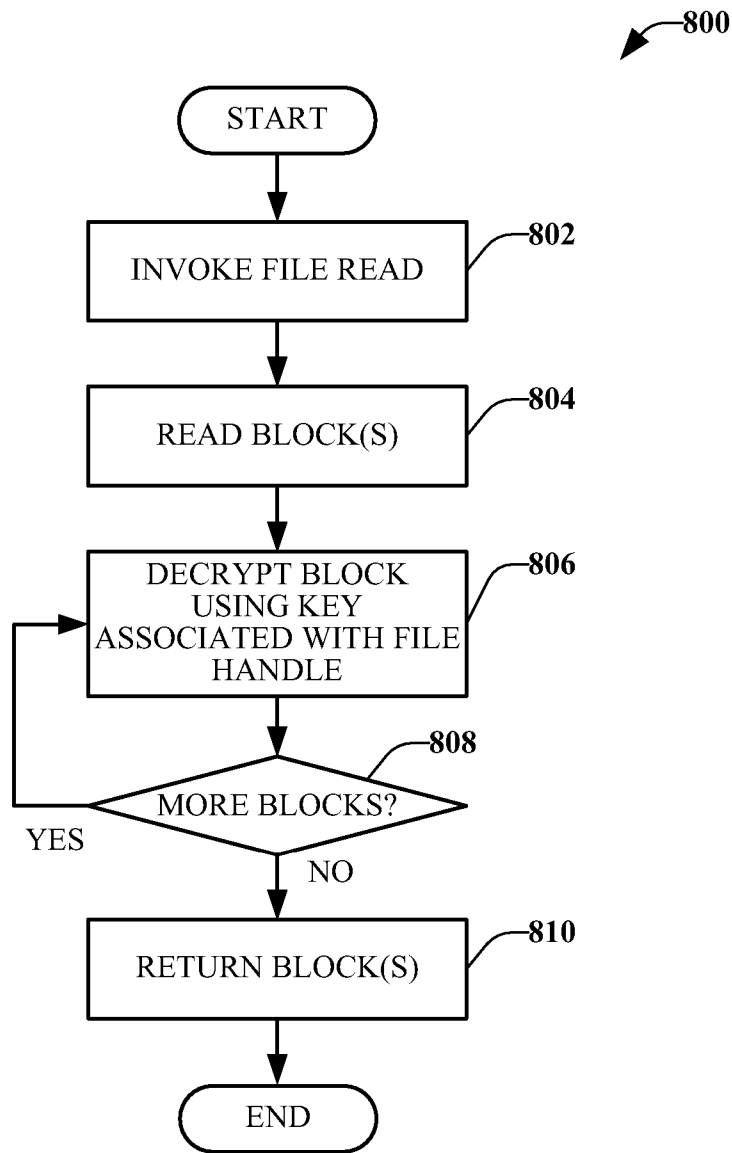 800
START
802
INVOKE FILE READ
804
READ BLOCK(S)
806
DECRYPT BLOCK
USING KEY
ASSOCIATED WITH FILE
HANDLE
808
MORE BLOCKS?
YES
NO
810
RETURN BLOCK(S)
END